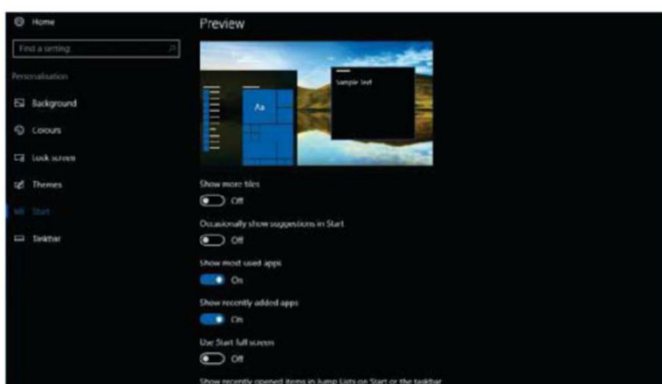 Home
Find a setting
Personalisation
Background
Colours
Lock screen
Themes
Start
Taskbar
Preview
Aa
Sample Text
Show more tiles
Off
Occasionally show suggestions in Start
Off
Show most used apps
On
Show recently added apps
On
Use Start full screen
Off
Show recently opened items in Jump Lists on Start or the taskbar